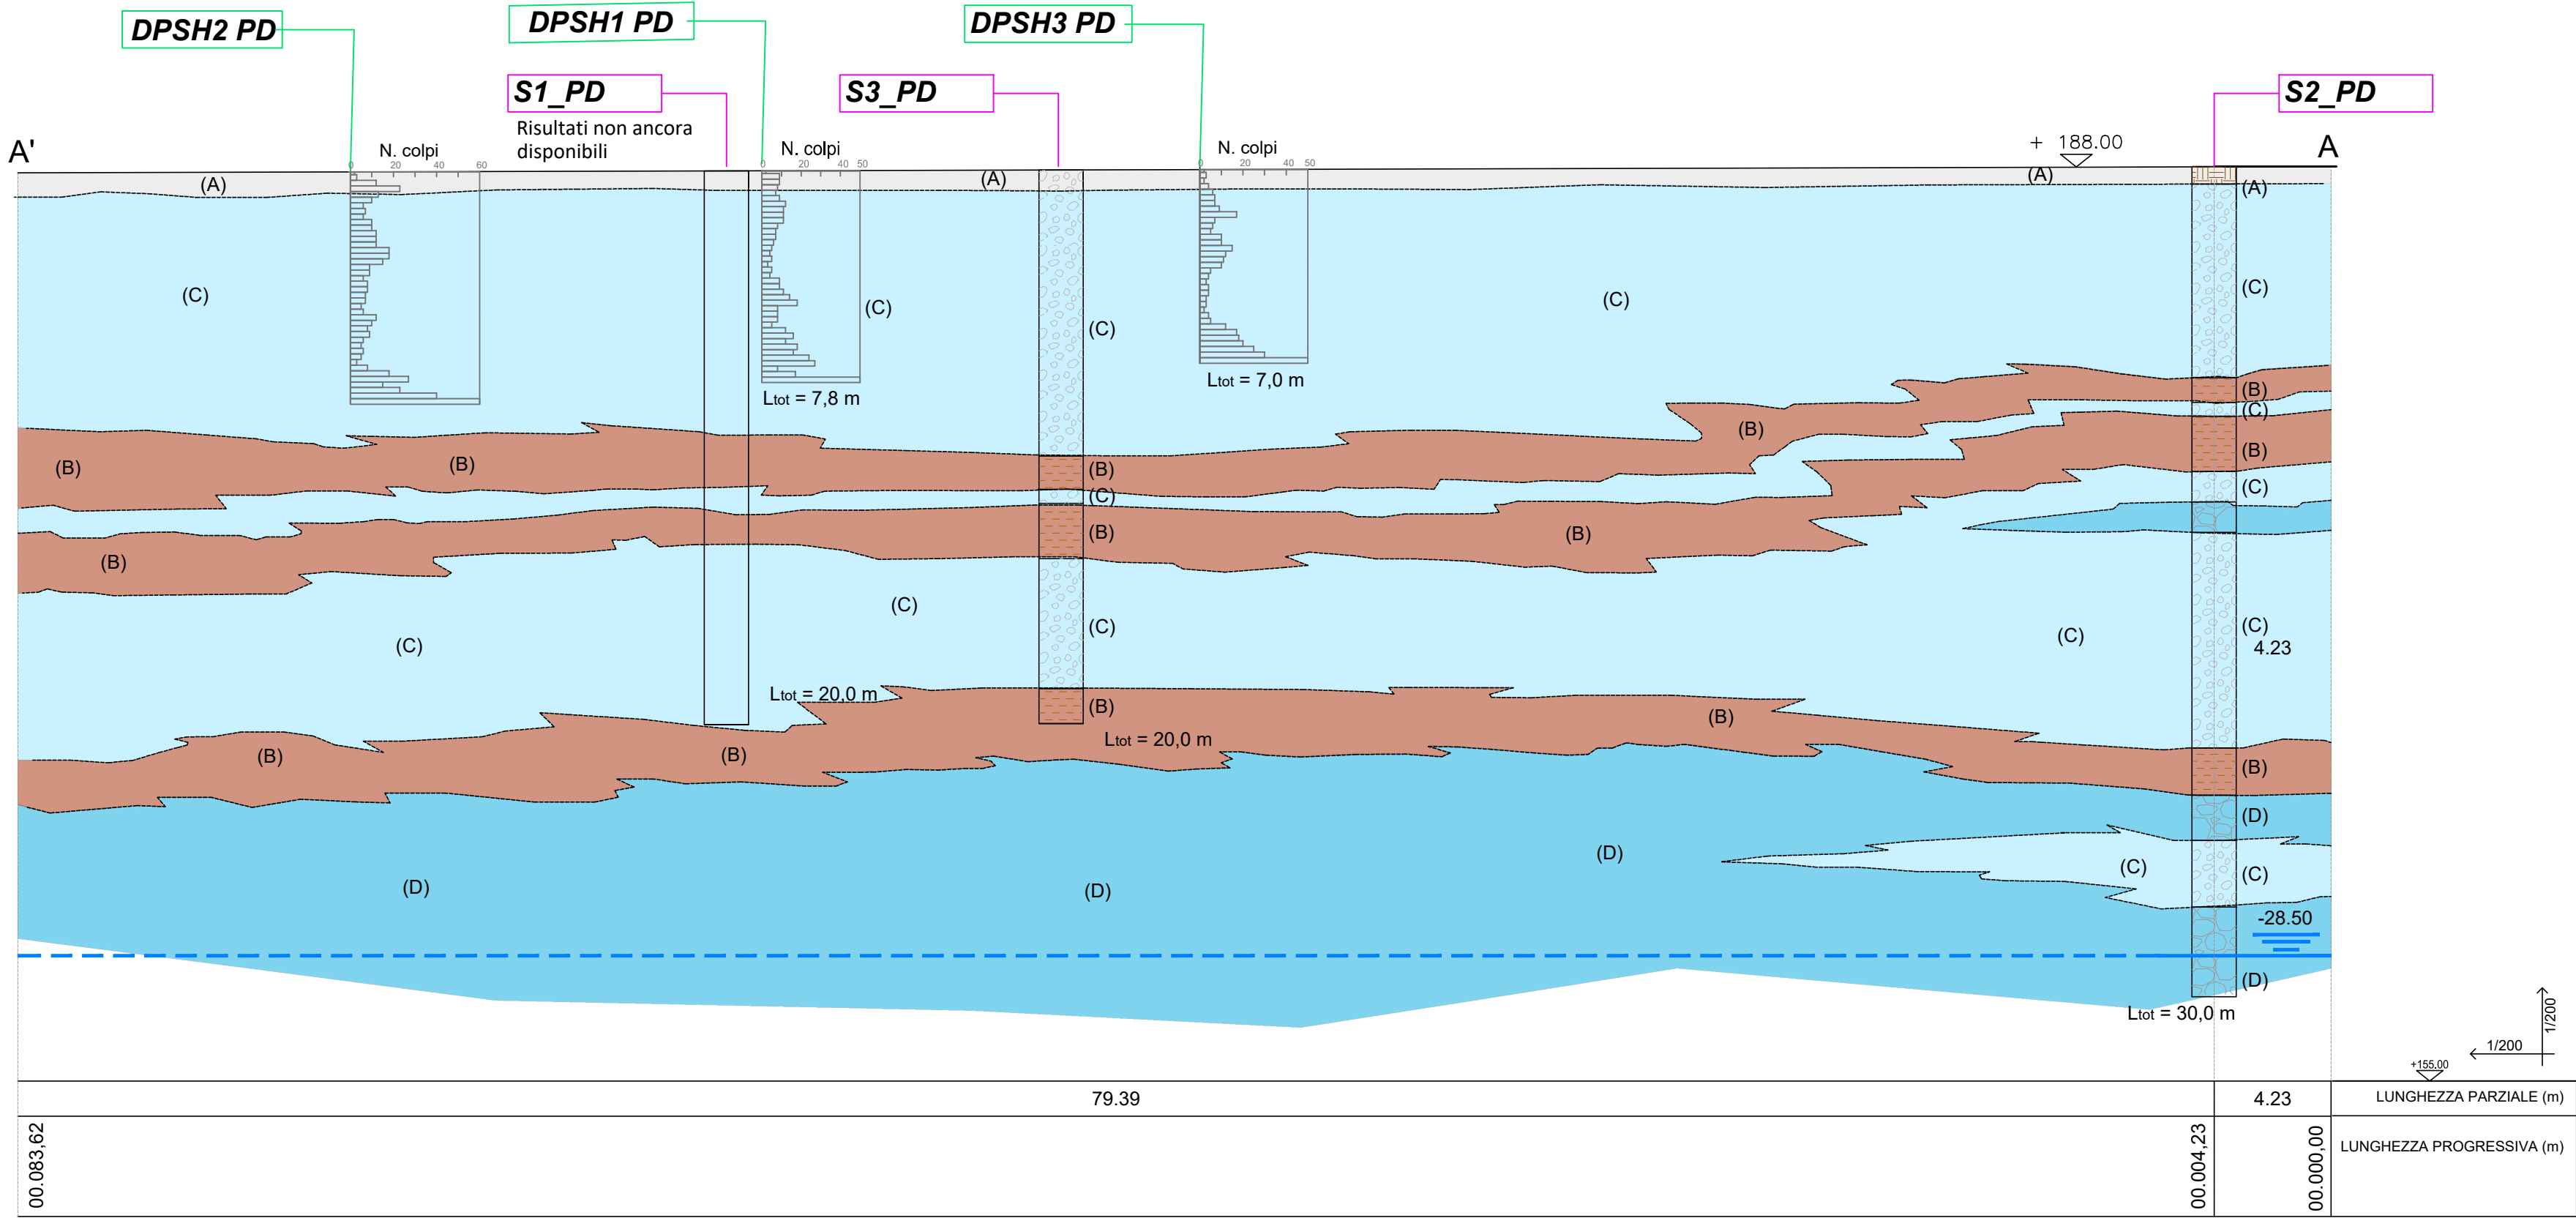 DPSH2 PD
DPSH1 PD
DPSH3 PD
S1_PD
S3_PD
S2_PD
Risultati non ancora
disponibili
A'
N. colpi
0 20 40 60
N. colpi
0 20 40 50
N. colpi
0 20 40 50
+ 188.00
A
(A)
(A)
(A)
(A)
(C)
(C)
(C)
(C)
(C)
Ltot = 7,8 m
Ltot = 7,0 m
(B)
(C)
(B)
(B)
(B)
(B)
(B)
(B)
(C)
(C)
(B)
(B)
(B)
(C)
(C)
(C)
(C)
(C)
(C)
4.23
Ltot = 20,0 m
(B)
(B)
(B)
(B)
(B)
Ltot = 20,0 m
(D)
(D)
(D)
(D)
(C)
(C)
-28.50
(D)
Ltot = 30,0 m
1/200
1/200
+155.00
79.39
4.23
LUNGHEZZA PARZIALE (m)
00.083,62
00.004,23
00.000,00
LUNGHEZZA PROGRESSIVA (m)